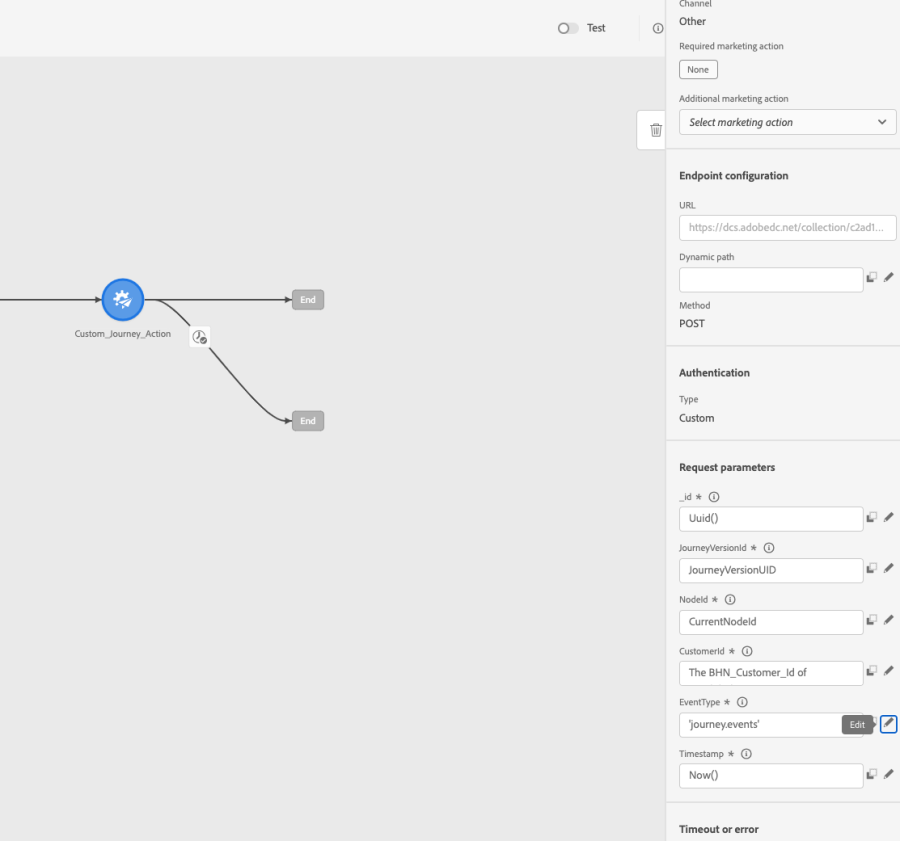 Channel
Other
Test
Required marketing action
None
Additional marketing action
Select marketing action
Endpoint configuration
URL
https://dcs.adobedc.net/collection/c2ad1...
Dynamic path
Method
POST
End
Custom_Journey_Action
End
Authentication
Type
Custom
Request parameters
_id *
Uuid()
JourneyVersionId *
JourneyVersionUID
NodeId *
CurrentNodeId
CustomerId *
The BHN_Customer_Id of
EventType *
'journey.events'
Edit
Timestamp *
Now()
Timeout or error